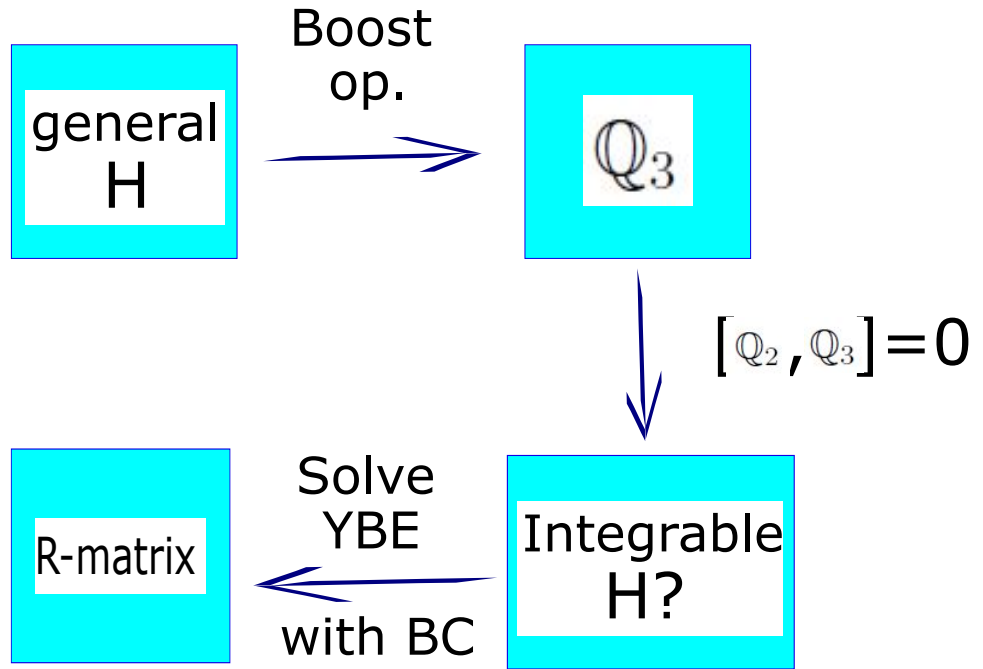 Boost
op.
general
H
ℚ₃
[ℚ₂,ℚ₃]=0
Integrable
H?
Solve
YBE
with BC
R-matrix